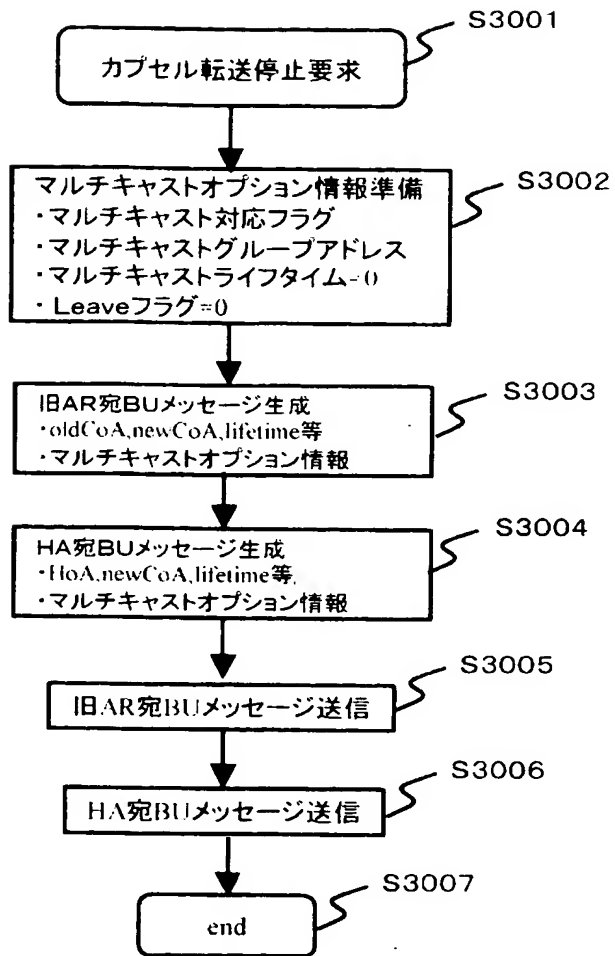 S3001
カプセル転送停止要求
S3002
マルチキャストオプション情報準備
・マルチキャスト対応フラグ
・マルチキャストグループアドレス
・マルチキャストライフタイム=0
・Leaveフラグ=0
S3003
旧AR宛BUメッセージ生成
・oldCoA,newCoA,lifetime等
・マルチキャストオプション情報
S3004
HA宛BUメッセージ生成
・HoA,newCoA,lifetime等,
・マルチキャストオプション情報
S3005
旧AR宛BUメッセージ送信
S3006
HA宛BUメッセージ送信
S3007
end